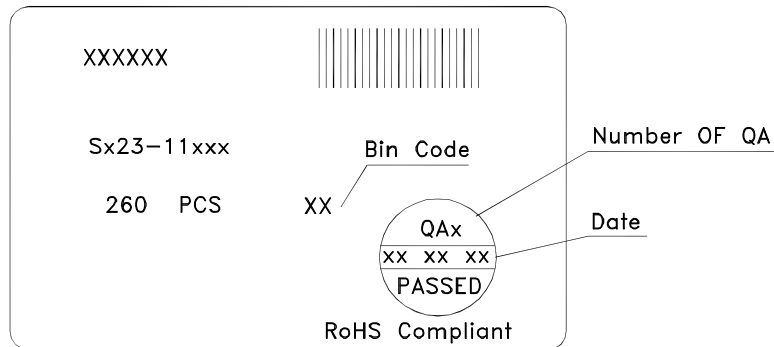 XXXXXX
Sx23-11xxx
Bin Code
Number OF QA
260 PCS
XX
QAx
Date
xx xx xx
PASSED
RoHS Compliant